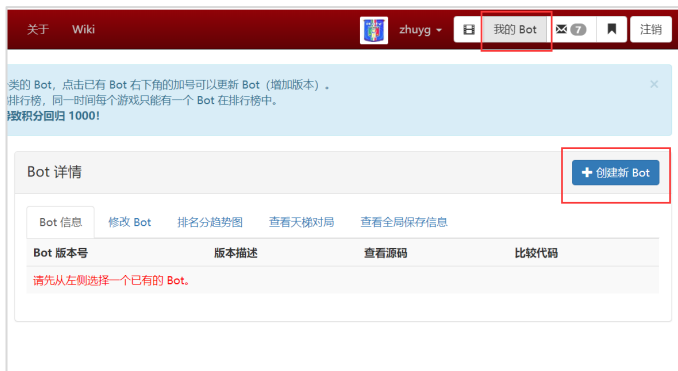 关于 Wiki zhuyg 我的 Bot 7 注销
类的 Bot，点击已有 Bot 右下角的加号可以更新 Bot（增加版本）。
排行榜，同一时间每个游戏只能有一个 Bot 在排行榜中。
致积分回归 1000!
Bot 详情 创建新 Bot
Bot 信息 修改 Bot 排名分趋势图 查看天梯对局 查看全局保存信息
Bot 版本号 版本描述 查看源码 比较代码
请先从左侧选择一个已有的 Bot。